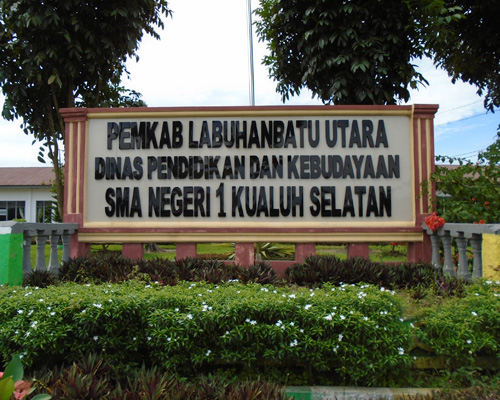 PEMKAB LABUHANBATU UTARA
DINAS PENDIDIKAN DAN KEBUDAYAAN
SMA NEGERI 1 KUALUH SELATAN